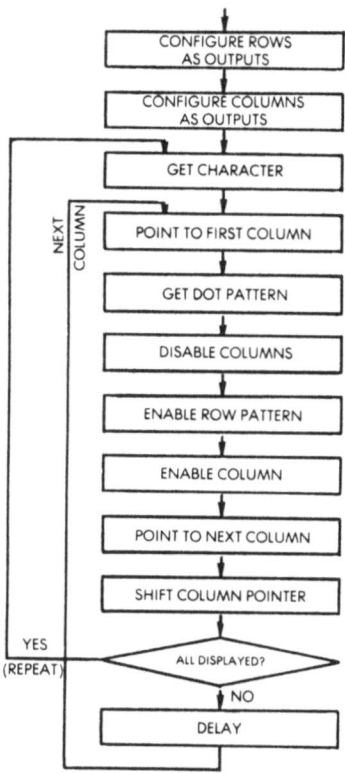 CONFIGURE ROWS
AS OUTPUTS
CONFIGURE COLUMNS
AS OUTPUTS
GET CHARACTER
NEXT
COLUMN
POINT TO FIRST COLUMN
GET DOT PATTERN
DISABLE COLUMNS
ENABLE ROW PATTERN
ENABLE COLUMN
POINT TO NEXT COLUMN
SHIFT COLUMN POINTER
YES
(REPEAT)
ALL DISPLAYED?
NO
DELAY